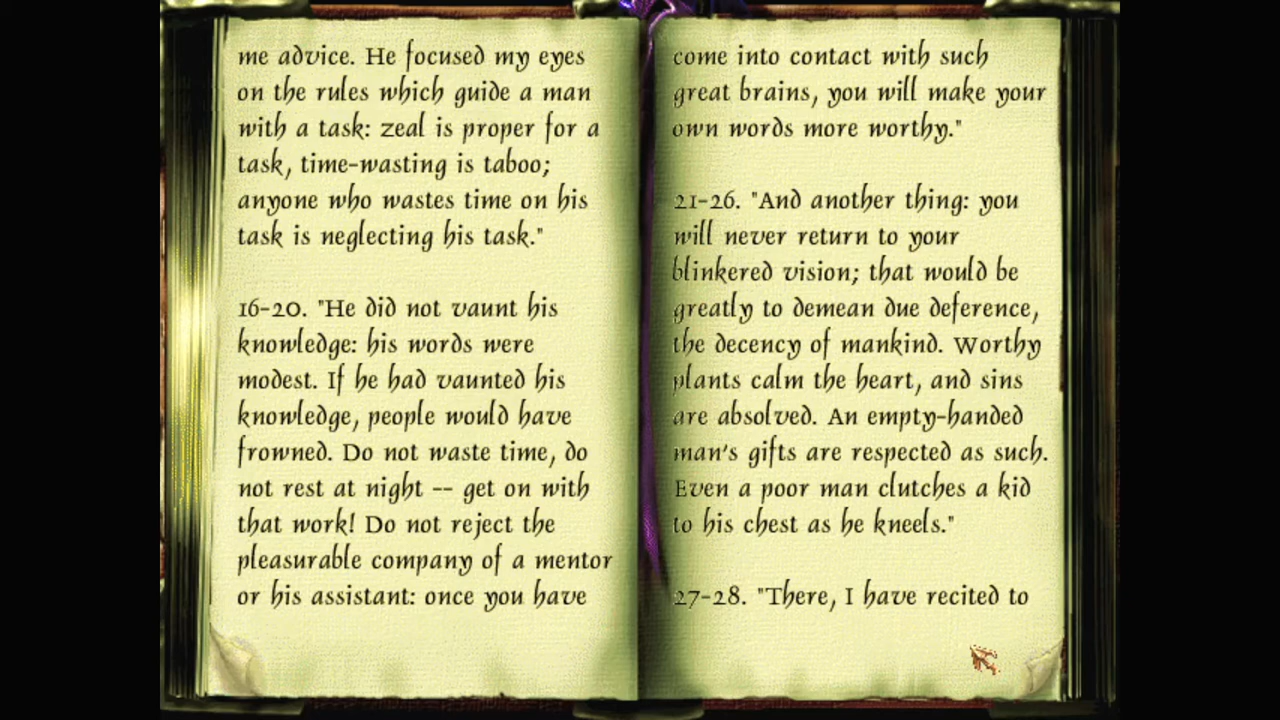 me advice. He focused my eyes
on the rules which guide a man
with a task: zeal is proper for a
task, time-wasting is taboo;
anyone who wastes time on his
task is neglecting his task."
16-20. "He did not vaunt his
knowledge: his words were
modest. If he had vaunted his
knowledge, people would have
frowned. Do not waste time, do
not rest at night -- get on with
that work! Do not reject the
pleasurable company of a mentor
or his assistant: once you have
come into contact with such
great brains, you will make your
own words more worthy."
21-26. "And another thing: you
will never return to your
blinkered vision; that would be
greatly to demean due deference,
the decency of mankind. Worthy
plants calm the heart, and sins
are absolved. An empty-handed
man's gifts are respected as such.
Even a poor man clutches a kid
to his chest as he kneels."
27-28. "There, I have recited to